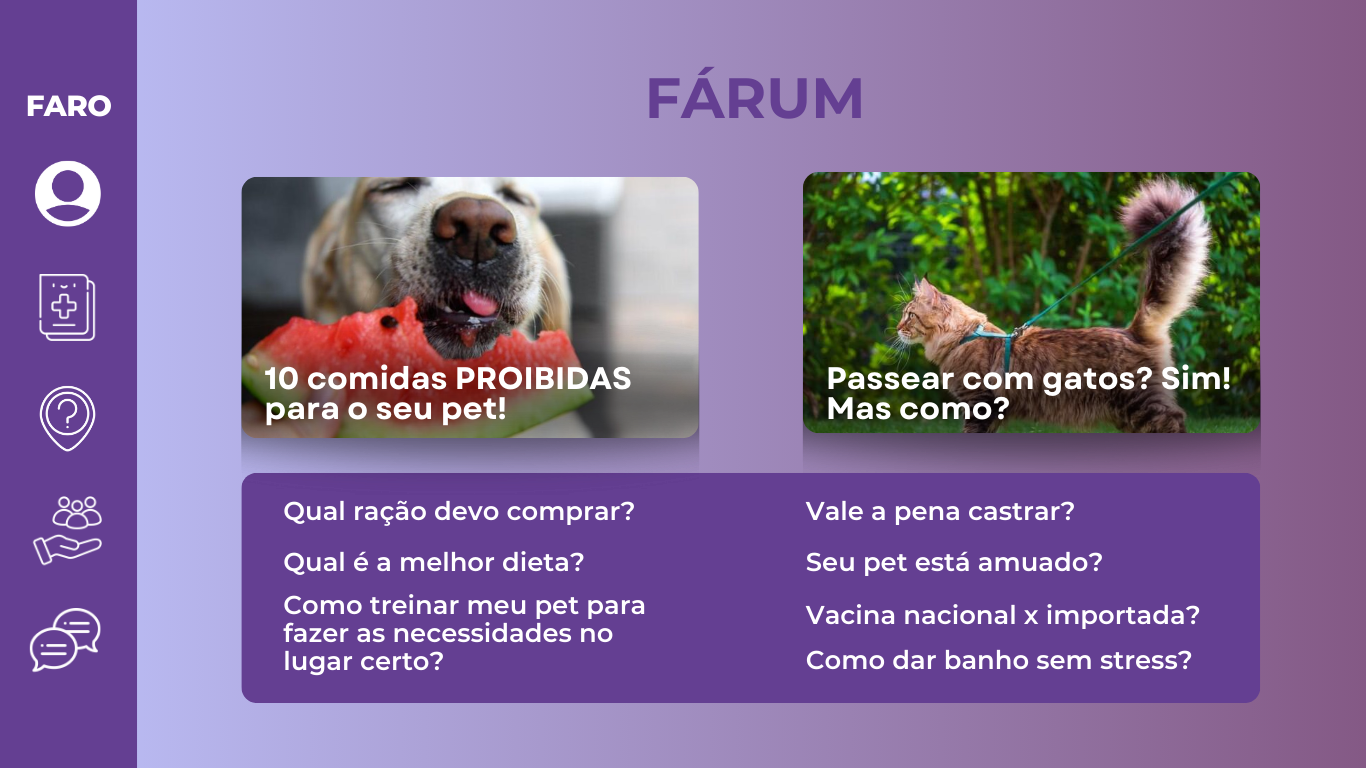 FARO
FÁRUM
10 comidas PROIBIDAS
para o seu pet!
Passear com gatos? Sim!
Mas como?
Qual ração devo comprar?
Qual é a melhor dieta?
Como treinar meu pet para
fazer as necessidades no
lugar certo?
Vale a pena castrar?
Seu pet está amuado?
Vacina nacional x importada?
Como dar banho sem stress?